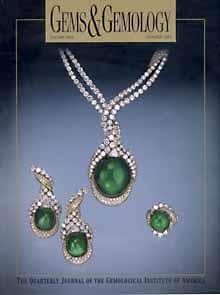 GEMS & GEMOLOGY
THE QUARTERLY JOURNAL OF THE GEMOLOGICAL INSTITUTE OF AMERICA